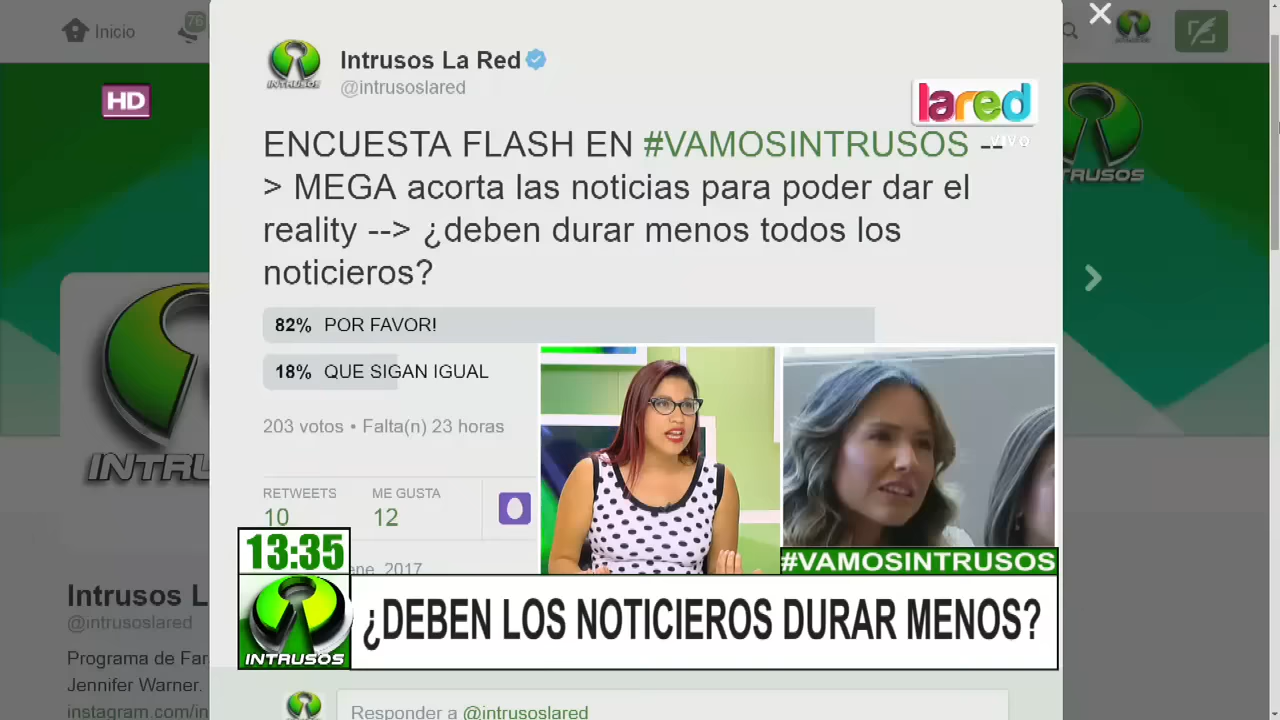 Inicio
76
HD
Intrusos La Red
@intrusoslared
lared
VIVO
ENCUESTA FLASH EN #VAMOSINTRUSOS --
> MEGA acorta las noticias para poder dar el
reality --> ¿deben durar menos todos los
noticieros?
82% POR FAVOR!
18% QUE SIGAN IGUAL
203 votos • Falta(n) 23 horas
RETWEETS
ME GUSTA
10
12
ene. 2017
INTRUSOS
13:35
#VAMOSINTRUSOS
¿DEBEN LOS NOTICIEROS DURAR MENOS?
INTRUSOS
Intrusos L
@intrusoslared
Programa de Far
Jennifer Warner.
instagram.com/in
Responder a @intrusoslared